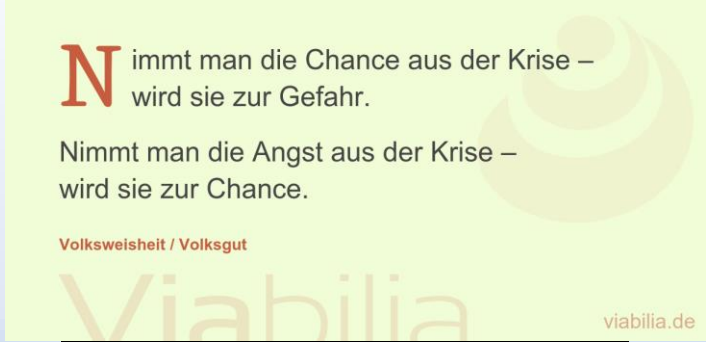 Nimmt man die Chance aus der Krise –
wird sie zur Gefahr.
Nimmt man die Angst aus der Krise –
wird sie zur Chance.
Volksweisheit / Volksgut
Viabilia
viabilia.de